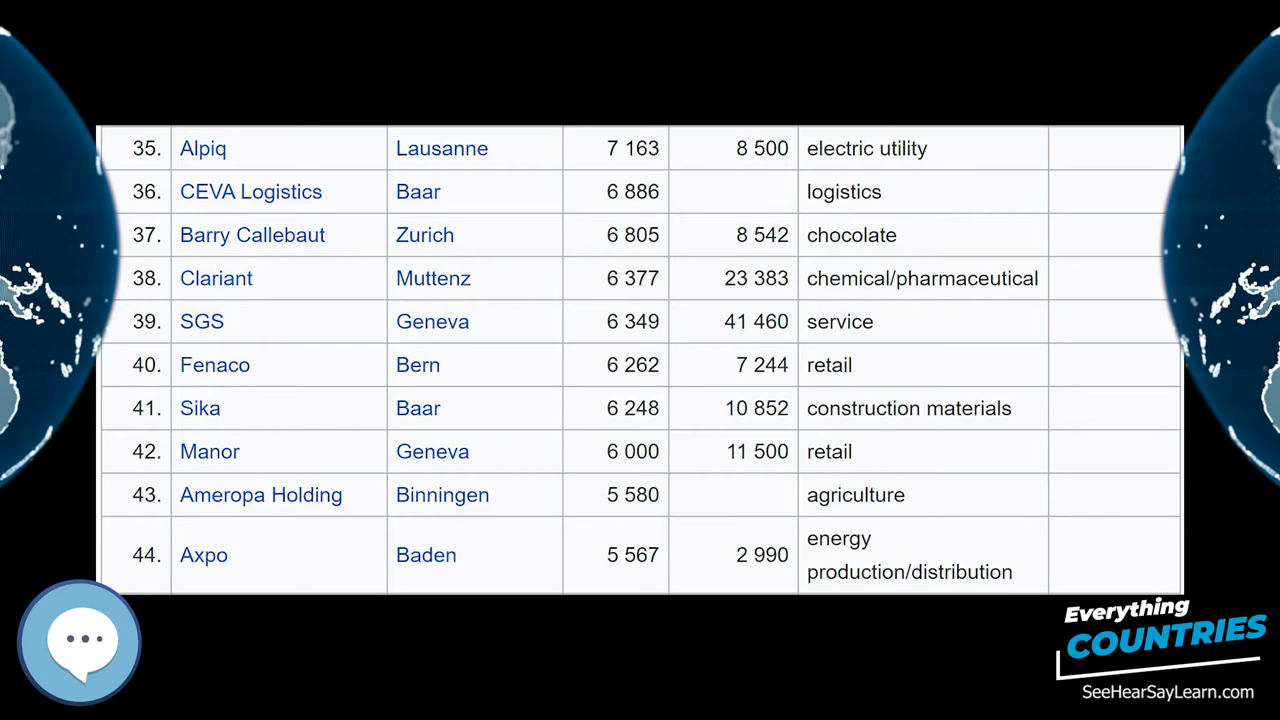 35. Alpiq Lausanne 7 163 8 500 electric utility
36. CEVA Logistics Baar 6 886 logistics
37. Barry Callebaut Zurich 6 805 8 542 chocolate
38. Clariant Muttenz 6 377 23 383 chemical/pharmaceutical
39. SGS Geneva 6 349 41 460 service
40. Fenaco Bern 6 262 7 244 retail
41. Sika Baar 6 248 10 852 construction materials
42. Manor Geneva 6 000 11 500 retail
43. Ameropa Holding Binningen 5 580 agriculture
44. Axpo Baden 5 567 2 990 energy
production/distribution
Everything
COUNTRIES
SeeHearSayLearn.com